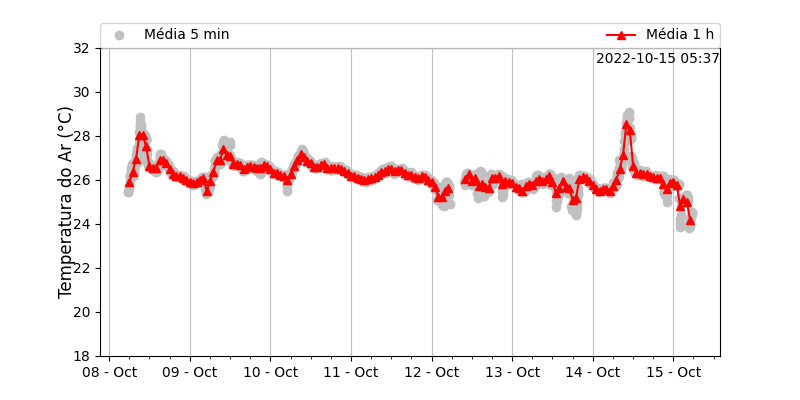 Média 5 min
Média 1 h
2022-10-15 05:37
Temperatura do Ar (°C)
32
30
28
26
24
22
20
18
08 - Oct
09 - Oct
10 - Oct
11 - Oct
12 - Oct
13 - Oct
14 - Oct
15 - Oct